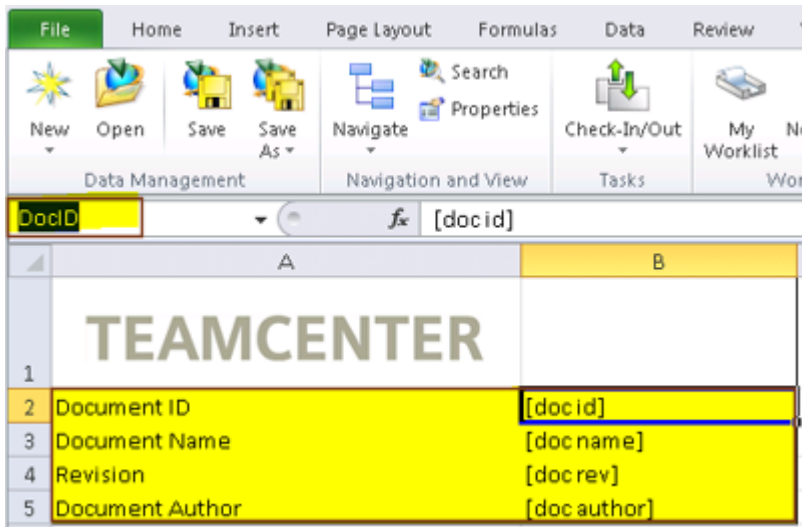 File Home Insert Page Layout Formulas Data Review
Search
Properties
New Open Save Save As Navigate Check-In/Out My Worklist
Data Management Navigation and View Tasks
DocID fx [doc id]
A B
TEAMCENTER
1
2 Document ID [doc id]
3 Document Name [doc name]
4 Revision [doc rev]
5 Document Author [doc author]